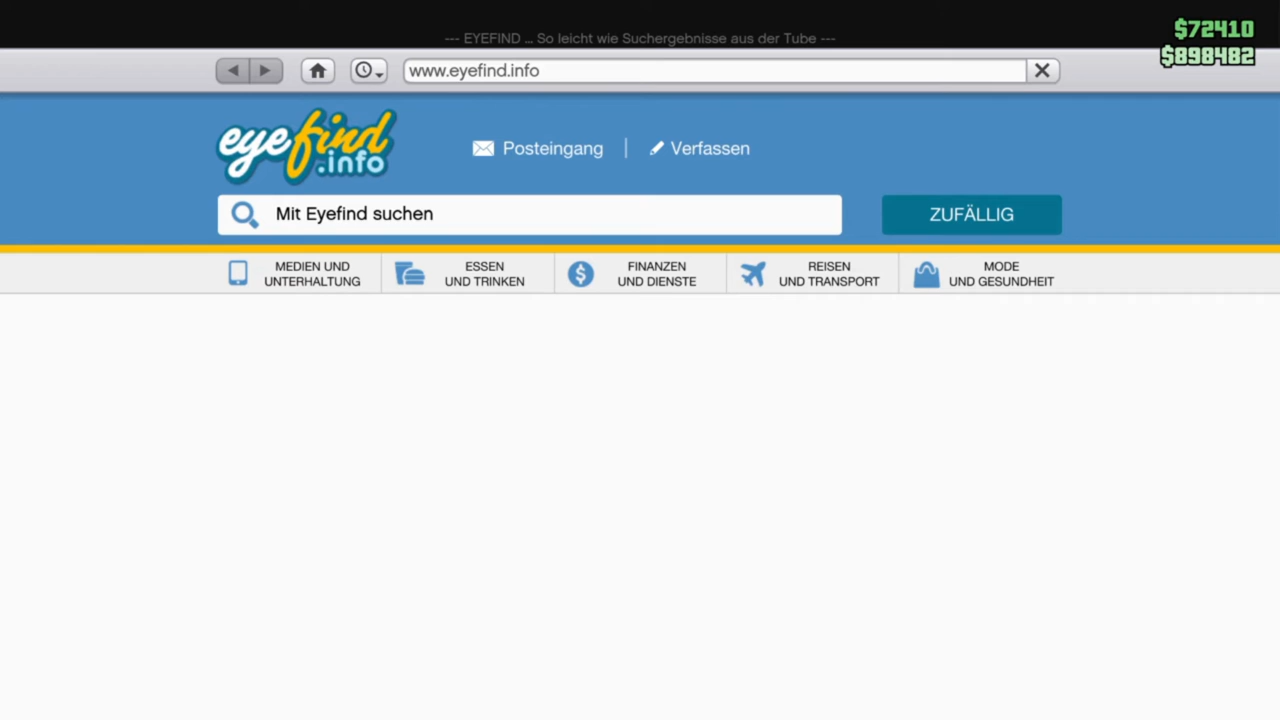 --- EYEFIND ... So leicht wie Suchergebnisse aus der Tube ---
$72410
$898482
www.eyefind.info
eyefind
.info
Posteingang | Verfassen
Mit Eyefind suchen
ZUFÄLLIG
MEDIEN UND
UNTERHALTUNG
ESSEN
UND TRINKEN
FINANZEN
UND DIENSTE
REISEN
UND TRANSPORT
MODE
UND GESUNDHEIT